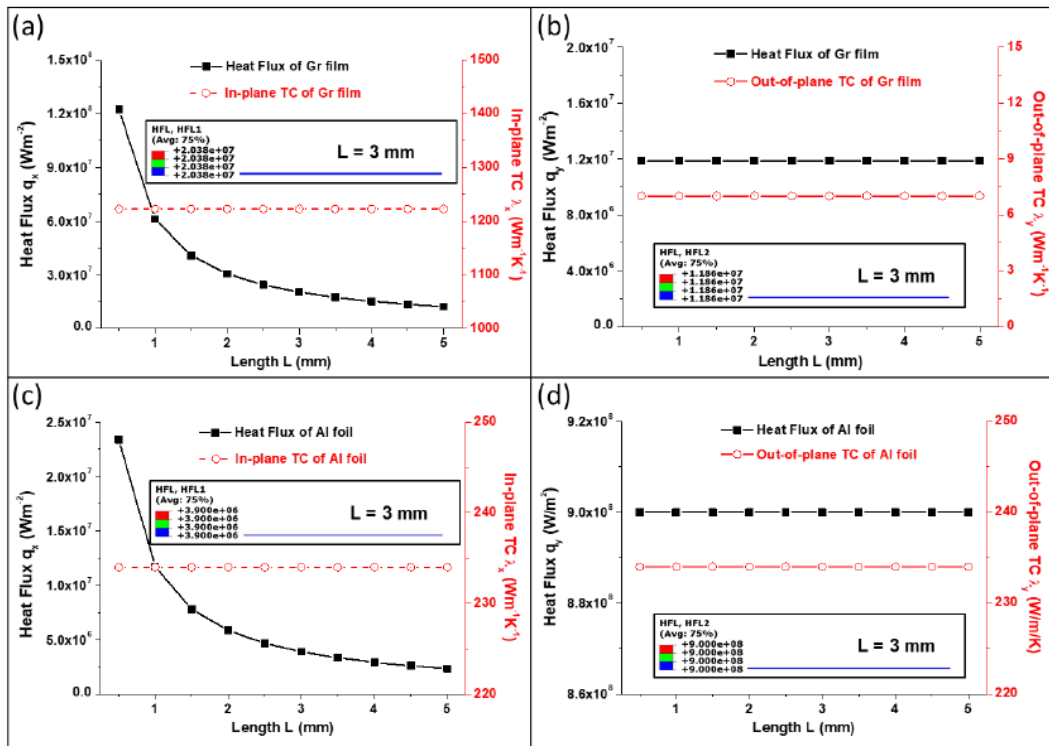 (a)
1.5x10⁸
1.2x10⁸
9.0x10⁷
6.0x10⁷
3.0x10⁷
0.0
Heat Flux qₓ (Wm⁻²)
Heat Flux of Gr film
In-plane TC of Gr film
HFL, HFL1
(Avg: 75%)
+2.038e+07
+2.038e+07
+2.038e+07
+2.038e+07
L = 3 mm
1500
1400
1300
1200
1100
1000
In-plane TC λₓ (Wm⁻¹K⁻¹)
1 2 3 4 5
Length L (mm)
(b)
2.0x10⁷
1.6x10⁷
1.2x10⁷
8.0x10⁶
4.0x10⁶
0.0
Heat Flux q_y (Wm⁻²)
Heat Flux of Gr film
Out-of-plane TC of Gr film
HFL, HFL2
(Avg: 75%)
+1.186e+07
+1.186e+07
+1.186e+07
+1.186e+07
L = 3 mm
15
12
9
6
3
0
Out-of-plane TC λ_y (Wm⁻¹K⁻¹)
1 2 3 4 5
Length L (mm)
(c)
2.5x10⁷
2.0x10⁷
1.5x10⁷
1.0x10⁷
5.0x10⁶
0.0
Heat Flux qₓ (Wm⁻²)
Heat Flux of Al foil
In-plane TC of Al foil
HFL, HFL1
(Avg: 75%)
+3.900e+06
+3.900e+06
+3.900e+06
+3.900e+06
L = 3 mm
250
240
230
220
In-plane TC λₓ (Wm⁻¹K⁻¹)
1 2 3 4 5
Length L (mm)
(d)
9.2x10⁸
9.0x10⁸
8.8x10⁸
8.6x10⁸
Heat Flux q_y (W/m²)
Heat Flux of Al foil
Out-of-plane TC of Al foil
HFL, HFL2
(Avg: 75%)
+9.000e+08
+9.000e+08
+9.000e+08
+9.000e+08
L = 3 mm
250
240
230
220
Out-of-plane TC λ_y (W/m/K)
1 2 3 4 5
Length L (mm)